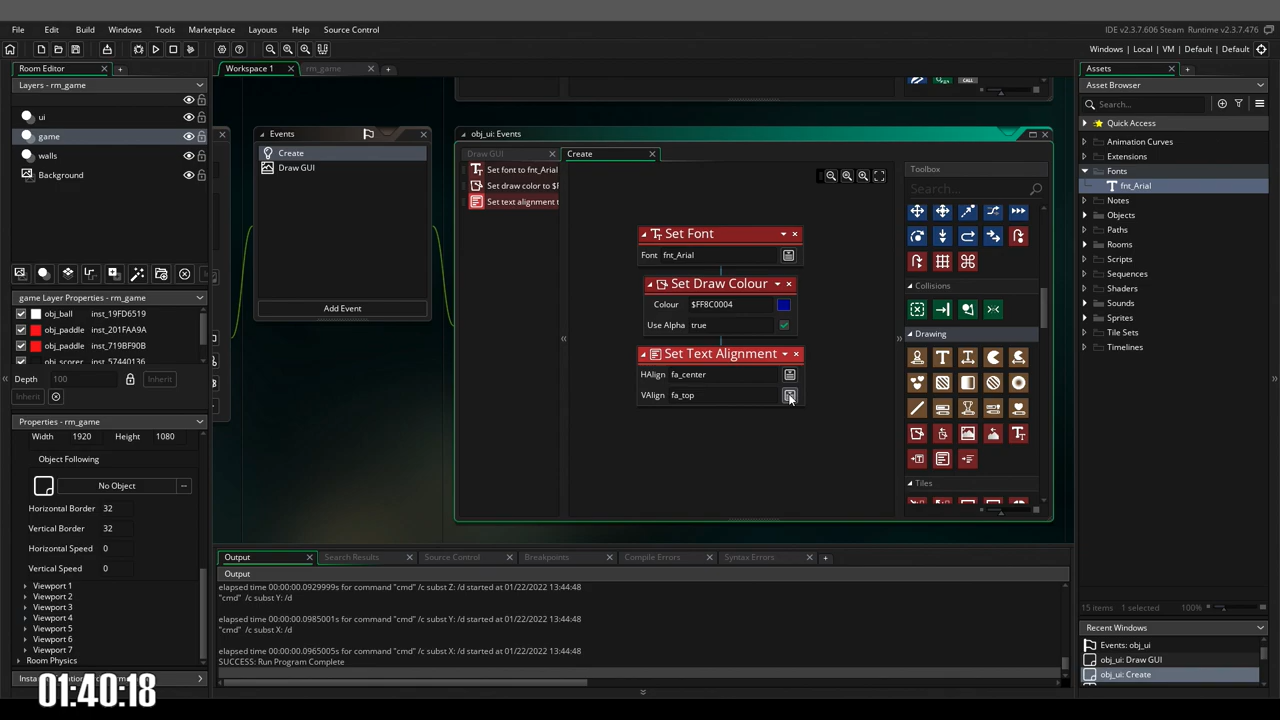 File Edit Build Windows Tools Marketplace Layouts Help Source Control
IDE v2.3.7.606 Steam Runtime v2.3.7.476
Windows | Local | VM | Default | Default
Room Editor
Workspace 1
rm_game
Assets
Layers - rm_game
Asset Browser
Search...
ui
game
walls
Background
Quick Access
Animation Curves
Extensions
Fonts
fnt_Arial
Notes
Objects
Paths
Rooms
Scripts
Sequences
Shaders
Sounds
Sprites
Tile Sets
Timelines
Events
Create
Draw GUI
Add Event
obj_ui: Events
Draw GUI
Create
Set font to fnt_Arial
Set draw color to $F
Set text alignment t
Set Font
Font fnt_Arial
Set Draw Colour
Colour $FF8C0004
Use Alpha true
Set Text Alignment
HAlign fa_center
VAlign fa_top
Toolbox
Search...
CALL
Collisions
Drawing
Tiles
game Layer Properties - rm_game
obj_ball inst_19FD6519
obj_paddle inst_201FAA9A
obj_paddle inst_719BF90B
obj_scorer inst_57440136
Depth 100 Inherit
Inherit
Properties - rm_game
Width 1920 Height 1080
Object Following
No Object
Horizontal Border 32
Vertical Border 32
Horizontal Speed 0
Vertical Speed 0
Viewport 1
Viewport 2
Viewport 3
Viewport 4
Viewport 5
Viewport 6
Viewport 7
Room Physics
01:40:18
Output
Search Results
Source Control
Breakpoints
Compile Errors
Syntax Errors
Output
elapsed time 00:00:00.0929999s for command "cmd" /c subst Z: /d started at 01/22/2022 13:44:48
"cmd" /c subst Y: /d
elapsed time 00:00:00.0985001s for command "cmd" /c subst Y: /d started at 01/22/2022 13:44:48
"cmd" /c subst X: /d
elapsed time 00:00:00.0965005s for command "cmd" /c subst X: /d started at 01/22/2022 13:44:48
SUCCESS: Run Program Complete
15 items 1 selected 100%
Recent Windows
Events: obj_ui
obj_ui: Draw GUI
obj_ui: Create